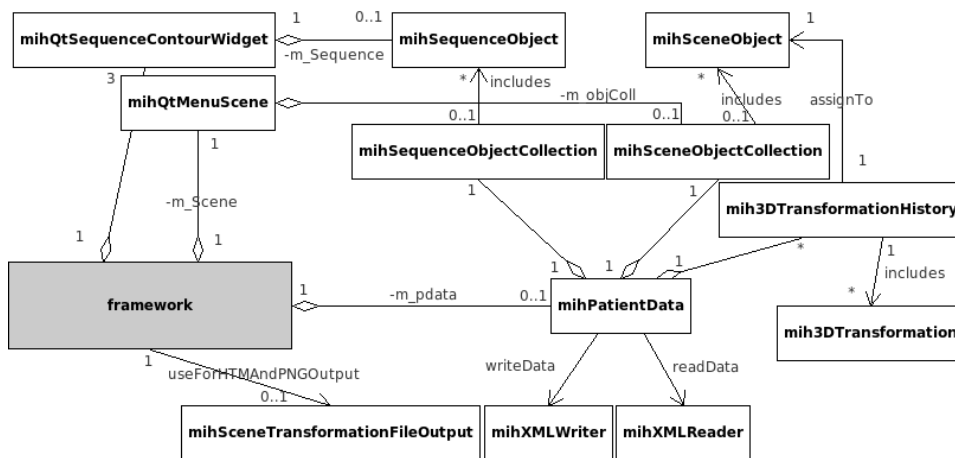 mihQtSequenceContourWidget
1
0..1
-m_Sequence
mihSequenceObject
mihSceneObject
1
3
mihQtMenuScene
1
-m_objColl
*
includes
*
includes
assignTo
0..1
0..1
0..1
mihSequenceObjectCollection
mihSceneObjectCollection
1
1
1
mih3DTransformationHistory
-m_Scene
1
1
1
1
1
*
1
includes
*
framework
1
-m_pdata
0..1
mihPatientData
mih3DTransformation
1
useForHTMAndPNGOutput
0..1
writeData
readData
mihSceneTransformationFileOutput
mihXMLWriter
mihXMLReader